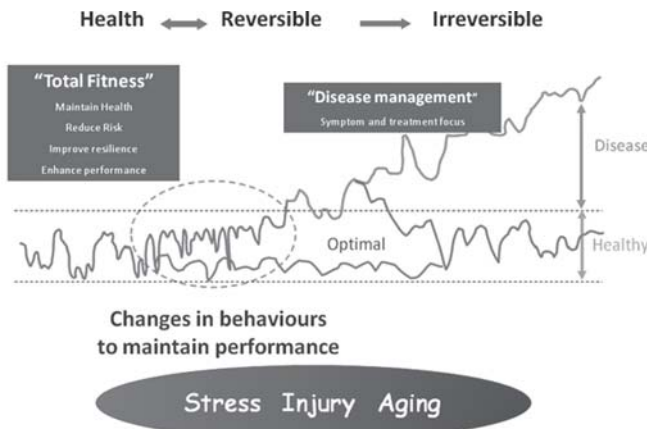 Health Reversible Irreversible
“Total Fitness”
Maintain Health
Reduce Risk
Improve resilience
Enhance performance
“Disease management”
Symptom and treatment focus
Disease
Optimal
Healthy
Changes in behaviours
to maintain performance
Stress Injury Aging